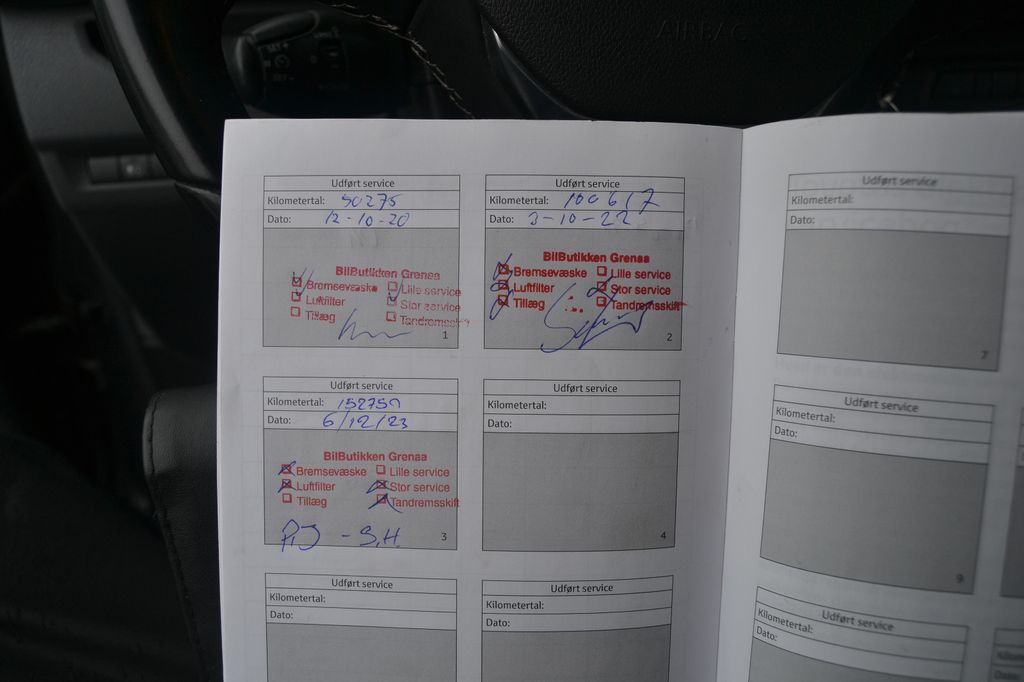 AIRBAG
SET +
Udført service
Kilometertal: 50275
Dato: 12-10-20
BilButikken Grenaa
Bremsevæske Lille service
Luftfilter Stor service
Tillæg Tandremsskift
1
Udført service
Kilometertal: 100617
Dato: 3-10-22
BilButikken Grenaa
Bremsevæske Lille service
Luftfilter Stor service
Tillæg Tandremsskift
2
Udført service
Kilometertal: 152750
Dato: 6/12/23
BilButikken Grenaa
Bremsevæske Lille service
Luftfilter Stor service
Tillæg Tandremsskift
- S.H.
3
Udført service
Kilometertal:
Dato:
4
Udført service
Kilometertal:
Dato:
Udført service
Kilometertal:
Dato:
Udført service
Kilometertal:
Dato:
7
Udført service
Kilometertal:
Dato:
9
Udført service
Kilometertal:
Dato: